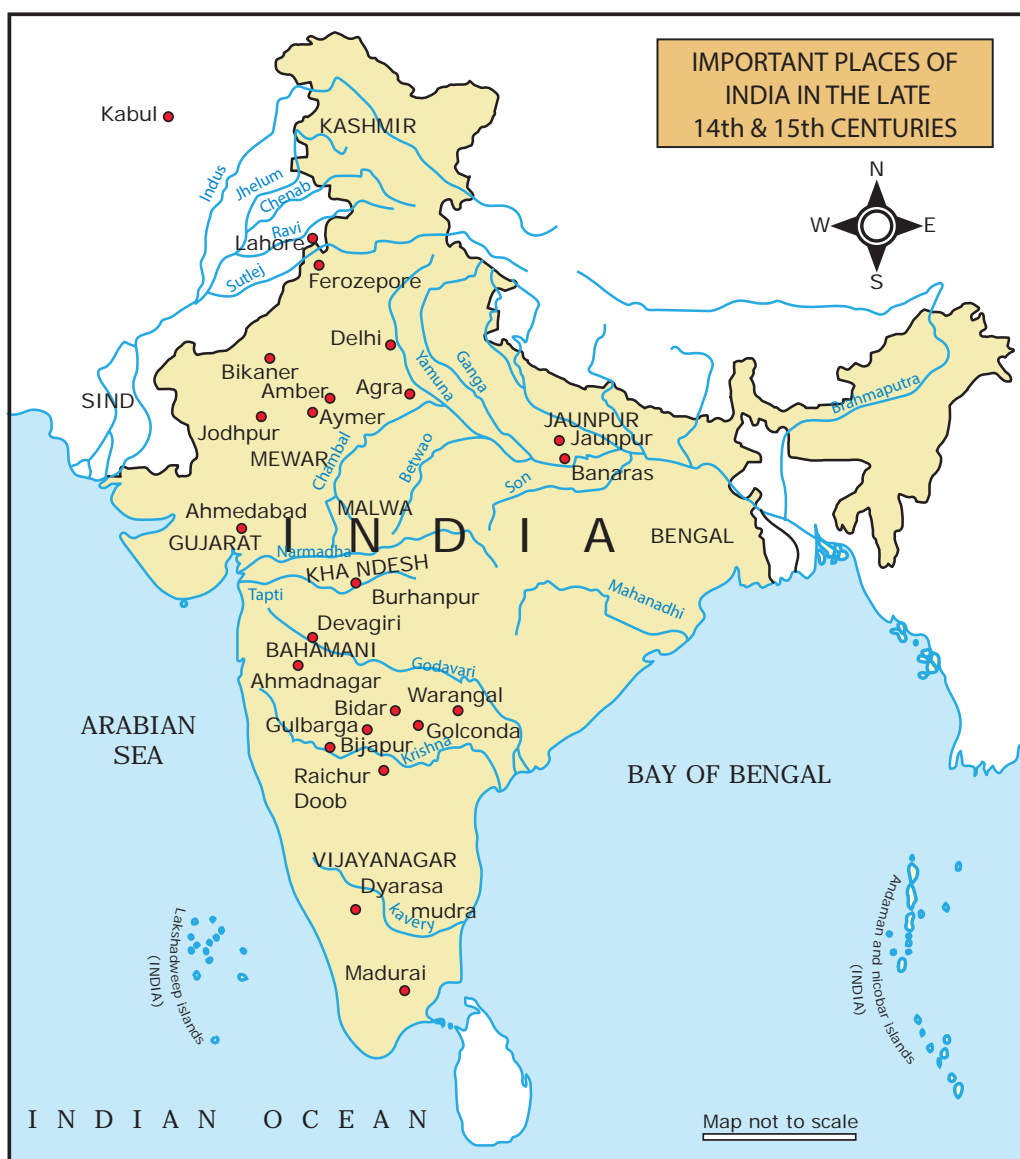 IMPORTANT PLACES OF
INDIA IN THE LATE
14th & 15th CENTURIES
N
W
E
S
Kabul
KASHMIR
Indus
Jhelum
Chenab
Ravi
Lahore
Sutlej
Ferozepore
Delhi
Bikaner
Yamuna
Ganga
Amber
Agra
SIND
Brahmaputra
Jodhpur
Aymer
JAUNPUR
Jaunpur
MEWAR
Chambal
Betwao
Banaras
Son
Ahmedabad
MALWA
GUJARAT
INDIA
BENGAL
Narmadha
KHA NDESH
Tapti
Burhanpur
Mahanadhi
Devagiri
BAHAMANI
Godavari
Ahmadnagar
Bidar
Warangal
ARABIAN
SEA
Gulbarga
Golconda
Bijapur
Krishna
Raichur
Doob
BAY OF BENGAL
VIJAYANAGAR
Dyarasa
mudra
kavery
Lakshadweep islands
(INDIA)
Andaman and nicobar islands
(INDIA)
Madurai
INDIAN OCEAN
Map not to scale